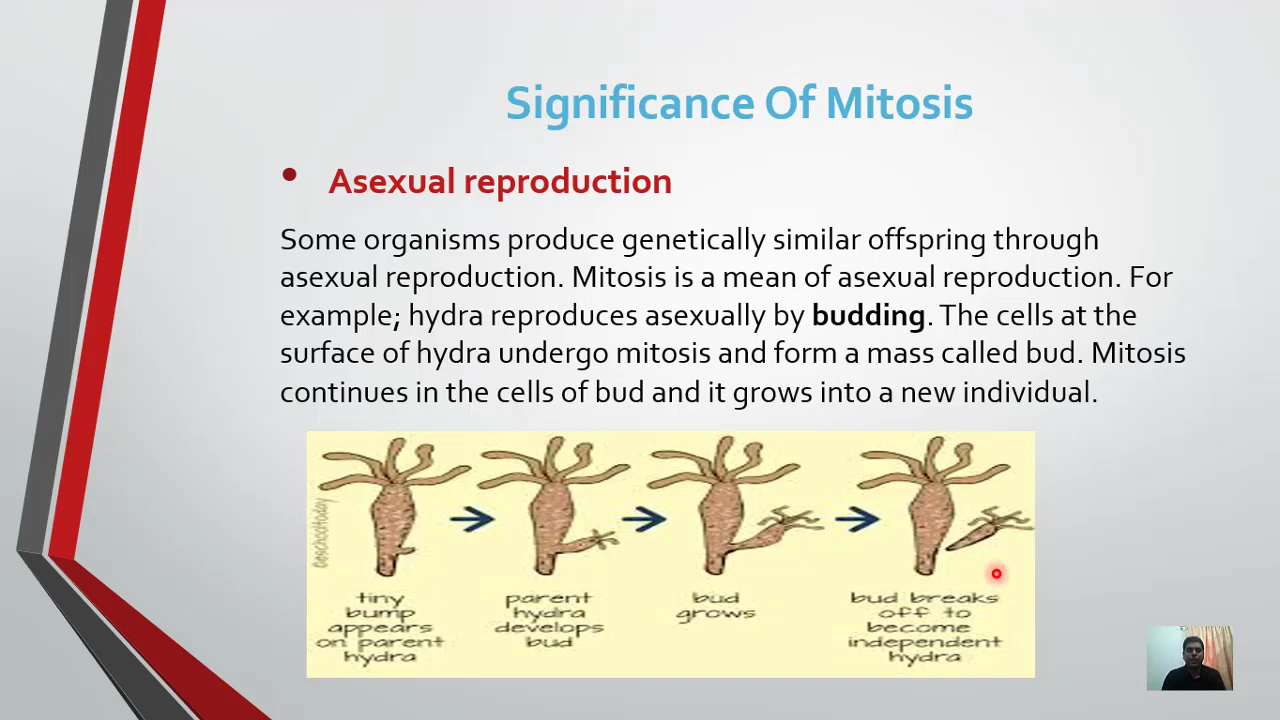 Significance Of Mitosis
• Asexual reproduction
Some organisms produce genetically similar offspring through
asexual reproduction. Mitosis is a mean of asexual reproduction. For
example; hydra reproduces asexually by budding. The cells at the
surface of hydra undergo mitosis and form a mass called bud. Mitosis
continues in the cells of bud and it grows into a new individual.
tiny
bump
appears
on parent
hydra
parent
hydra
develops
bud
bud
grows
bud breaks
off to
become
independent
hydra